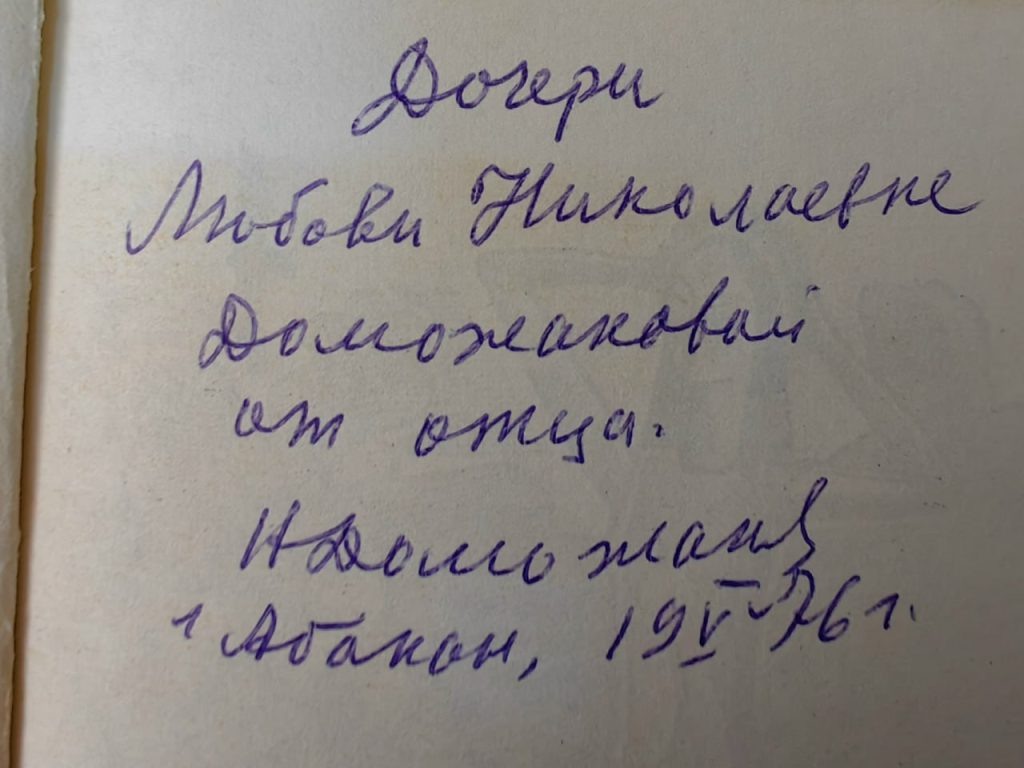 Дочери
Любови Николаевне
Доможаковой
от отца.
Н Доможаков
г Абакан, 19 V 76 г.